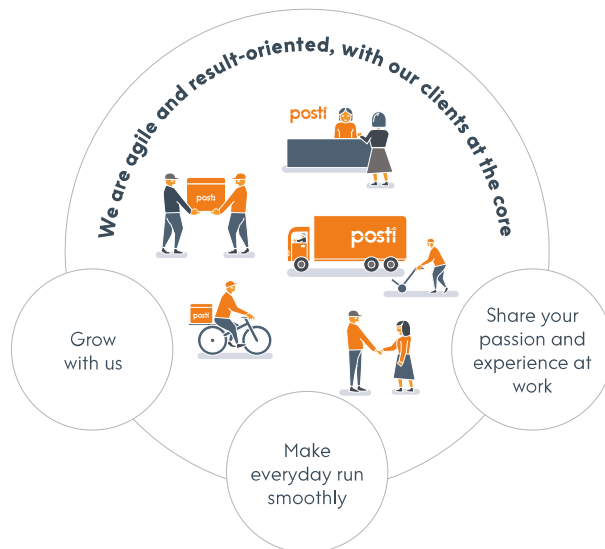 We are agile and result-oriented, with our clients at the core
posti
posti
posti
posti
Grow
with us
Share your
passion and
experience at
work
Make
everyday run
smoothly